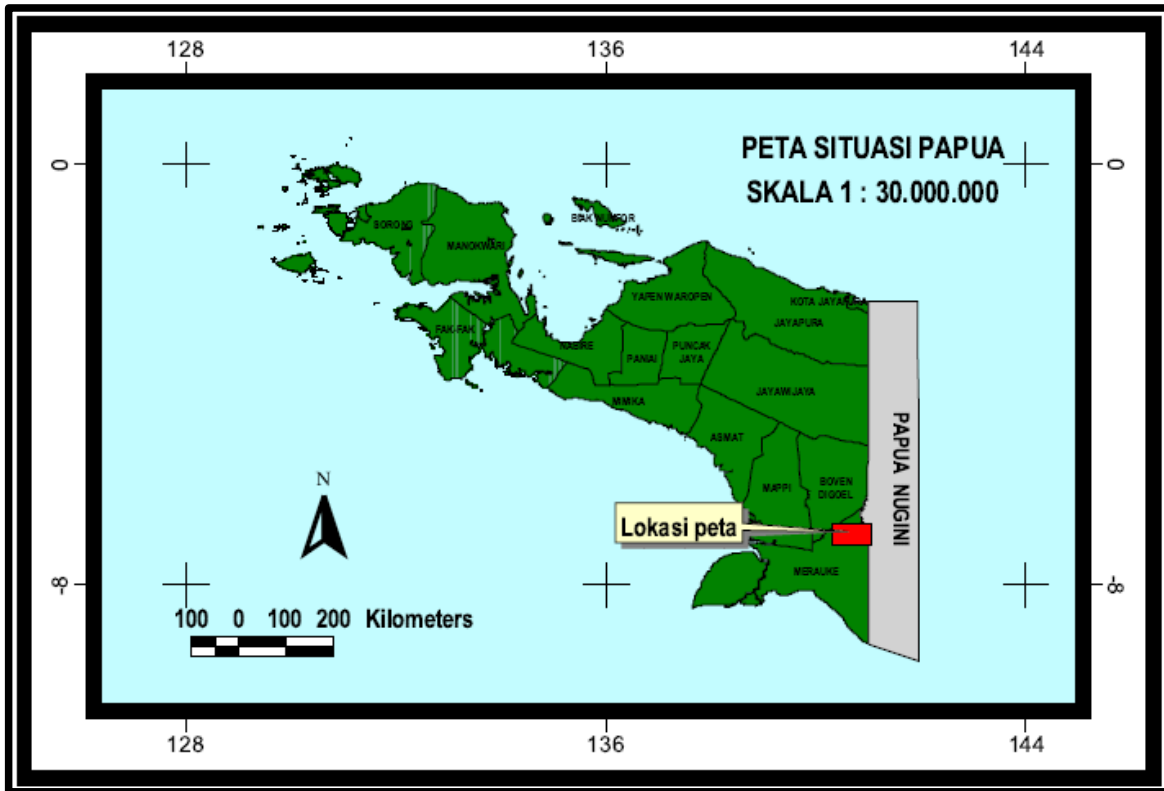 128 136 144
0 0
PETA SITUASI PAPUA
SKALA 1 : 30.000.000
BIAK NUMFOR
SORONG
MANOKWARI
YAPEN WAROPEN
KOTA JAYAPURA
JAYAPURA
FAK-FAK
NABIRE
PANIAI
PUNCAK
JAYA
JAYAWIJAYA
MIMIKA
PAPUA NUGINI
ASMAT
MAPPI
BOVEN
DIGOEL
N
Lokasi peta
MERAUKE
-8 -8
100 0 100 200 Kilometers
128 136 144